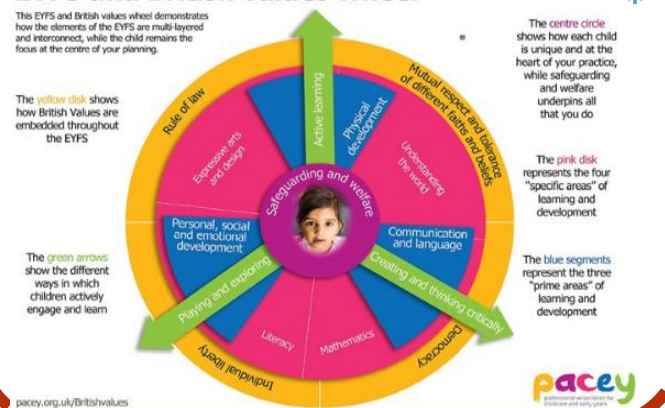 This EYFS and British values wheel demonstrates
how the elements of the EYFS are multi-layered
and interconnect, while the child remains the
focus at the centre of your planning.
The yellow disk shows
how British Values are
embedded throughout
the EYFS
The green arrows
show the different
ways in which
children actively
engage and learn
pacey.org.uk/Britishvalues
Rule of law
Mutual respect and tolerance
of different faiths and beliefs
Active learning
Physical
development
Expressive arts
and design
Understanding
the world
Safeguarding and welfare
Personal, social
and emotional
development
Communication
and language
Playing and exploring
Creating and thinking critically
Literacy
Mathematics
Individual liberty
Democracy
The centre circle
shows how each child
is unique and at the
heart of your practice,
while safeguarding
and welfare
underpins all
that you do
The pink disk
represents the four
"specific areas" of
learning and
development
The blue segments
represent the three
"prime areas" of
learning and
development
pacey
professional association for
childcare and early years